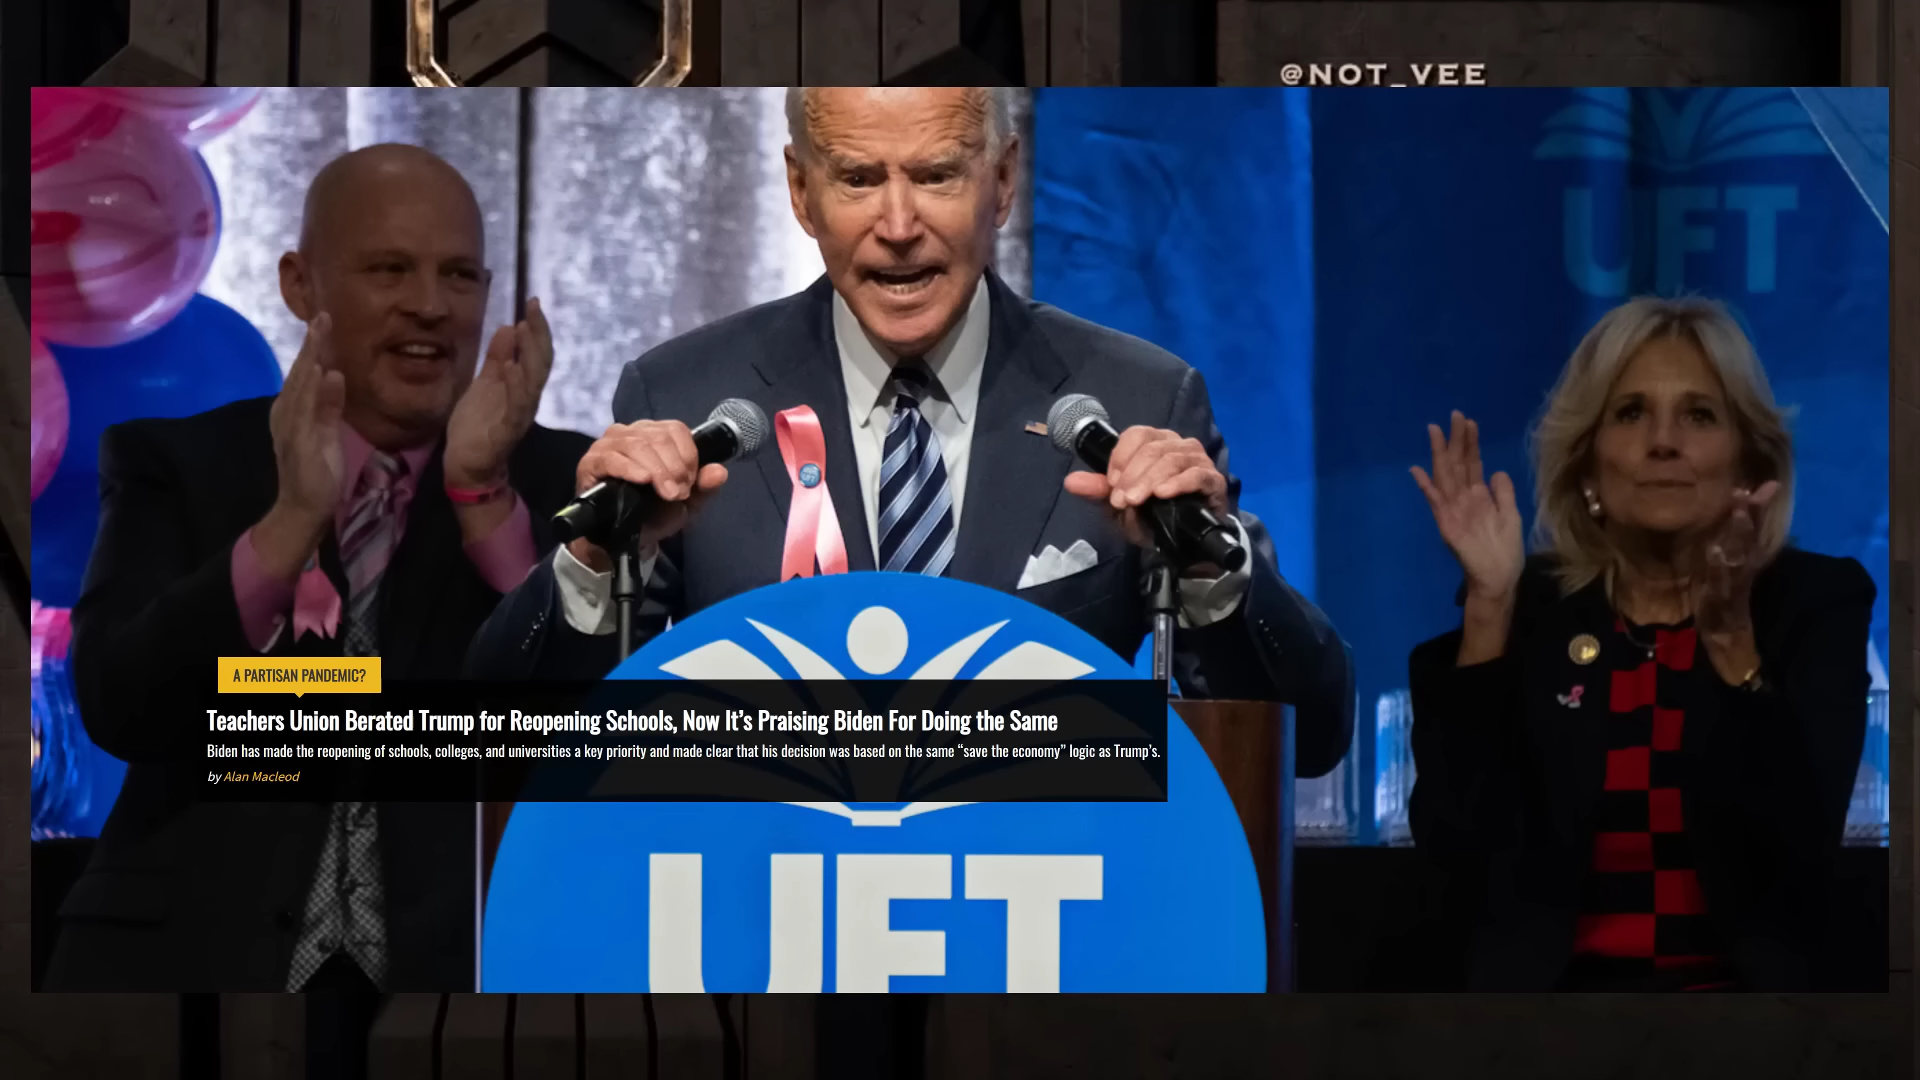 @NOT_VEE
UFT
A PARTISAN PANDEMIC?
Teachers Union Berated Trump for Reopening Schools, Now It’s Praising Biden For Doing the Same
Biden has made the reopening of schools, colleges, and universities a key priority and made clear that his decision was based on the same “save the economy” logic as Trump’s.
by Alan Macleod
UFT